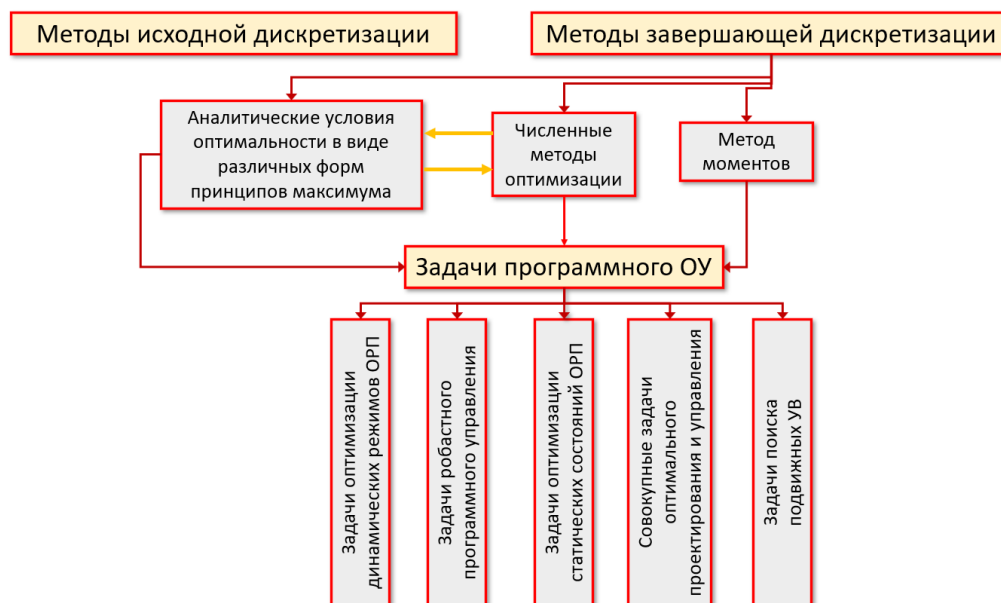 Методы исходной дискретизации
Методы завершающей дискретизации
Аналитические условия
оптимальности в виде
различных форм
принципов максимума
Численные
методы
оптимизации
Метод
моментов
Задачи программного ОУ
Задачи оптимизации
динамических режимов ОРП
Задачи робастного
программного управления
Задачи оптимизации
статических состояний ОРП
Совокупные задачи
оптимального
проектирования и управления
Задачи поиска
подвижных УВ